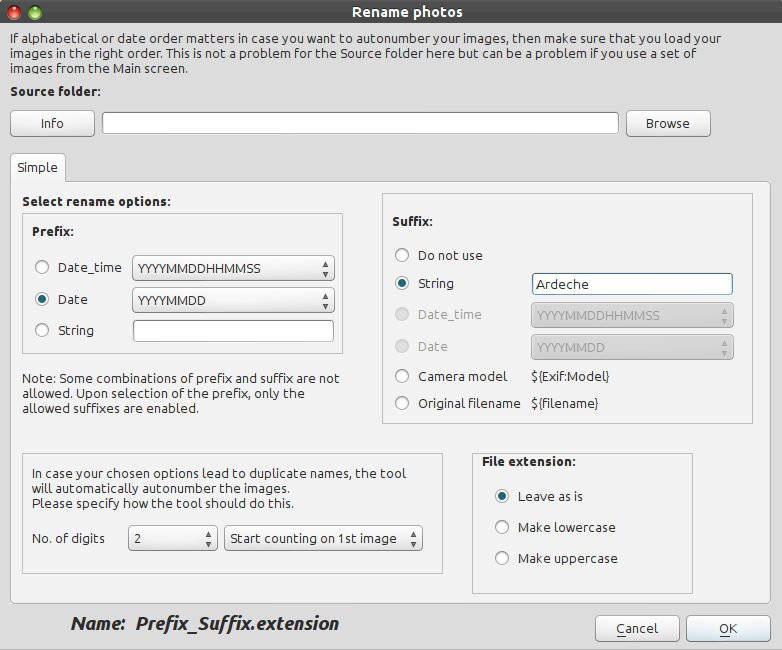 Rename photos
If alphabetical or date order matters in case you want to autonumber your images, then make sure that you load your
images in the right order. This is not a problem for the Source folder here but can be a problem if you use a set of
images from the Main screen.
Source folder:
Info
Browse
Simple
Select rename options:
Prefix:
Date_time YYYYMMDDHHMMSS
Date YYYYMMDD
String
Note: Some combinations of prefix and suffix are not
allowed. Upon selection of the prefix, only the
allowed suffixes are enabled.
Suffix:
Do not use
String Ardeche
Date_time YYYYMMDDHHMMSS
Date YYYYMMDD
Camera model ${Exif:Model}
Original filename ${filename}
In case your chosen options lead to duplicate names, the tool
will automatically autonumber the images.
Please specify how the tool should do this.
No. of digits 2 Start counting on 1st image
File extension:
Leave as is
Make lowercase
Make uppercase
Name: Prefix_Suffix.extension
Cancel
OK